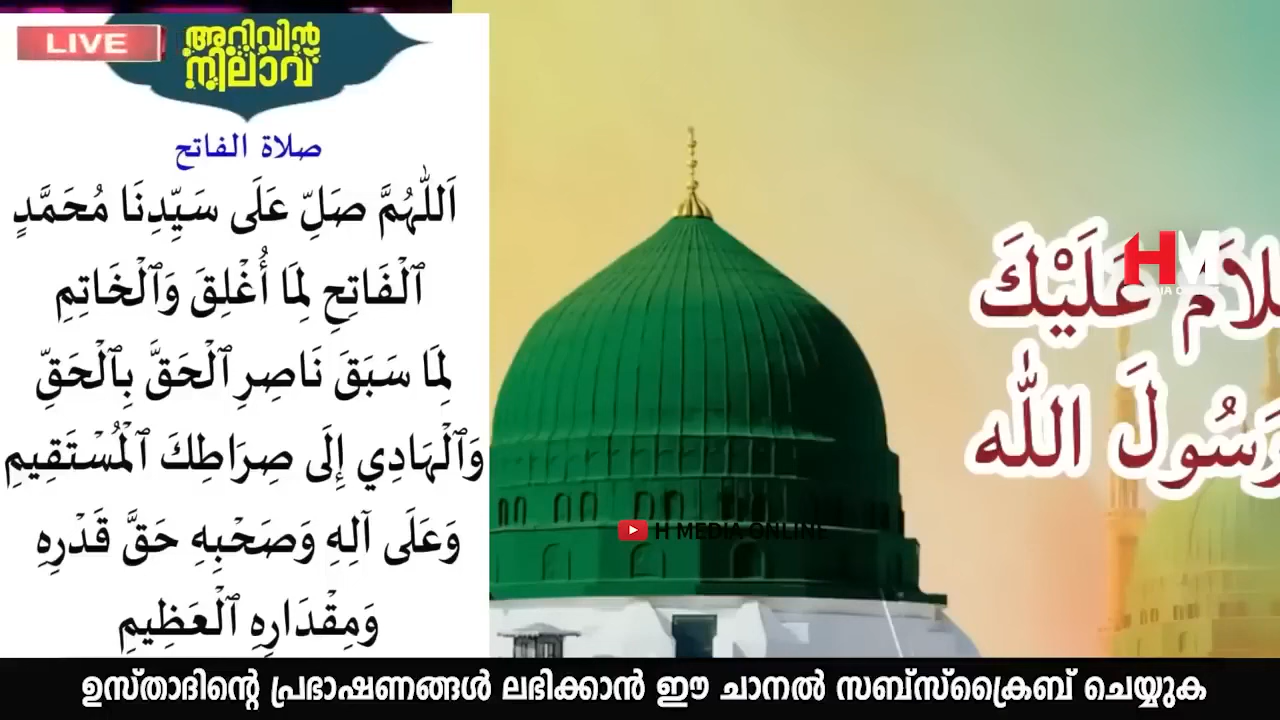 LIVE
അറിവിൻ
നിലാവ്
صلاة الفاتح
اَللّٰهُمَّ صَلِّ عَلَى سَيِّدِنَا مُحَمَّدٍ
ٱلْفَاتِحِ لِمَا أُغْلِقَ وَٱلْخَاتِمِ
لِمَا سَبَقَ نَاصِرِ ٱلْحَقَّ بِٱلْحَقِّ
وَٱلْهَادِي إِلَى صِرَاطِكَ ٱلْمُسْتَقِيمِ
وَعَلَى آلِهِ وَصَحْبِهِ حَقَّ قَدْرِهِ
وَمِقْدَارِهِ ٱلْعَظِيمِ
عَلَيْكَ
رَسُولَ اللّٰه
HM
H MEDIA ONLINE
ഉസ്താദിന്റെ പ്രഭാഷണങ്ങൾ ലഭിക്കാൻ ഈ ചാനൽ സബ്സ്ക്രൈബ് ചെയ്യുക